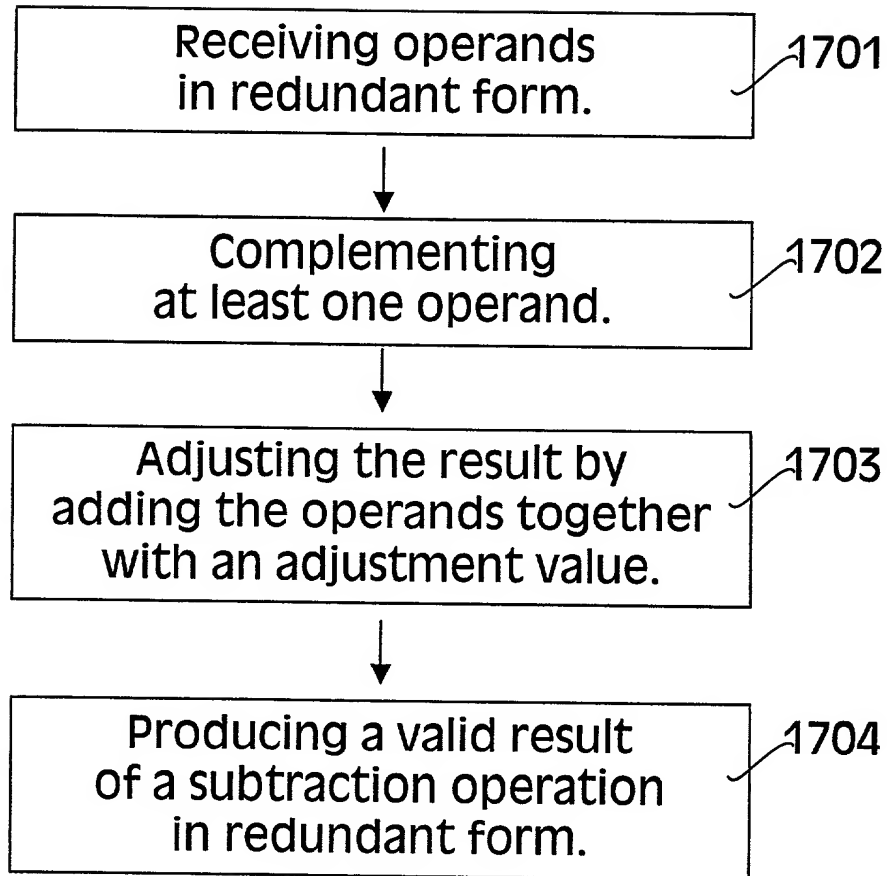 Receiving operands
in redundant form.
1701
Complementing
at least one operand.
1702
Adjusting the result by
adding the operands together
with an adjustment value.
1703
Producing a valid result
of a subtraction operation
in redundant form.
1704